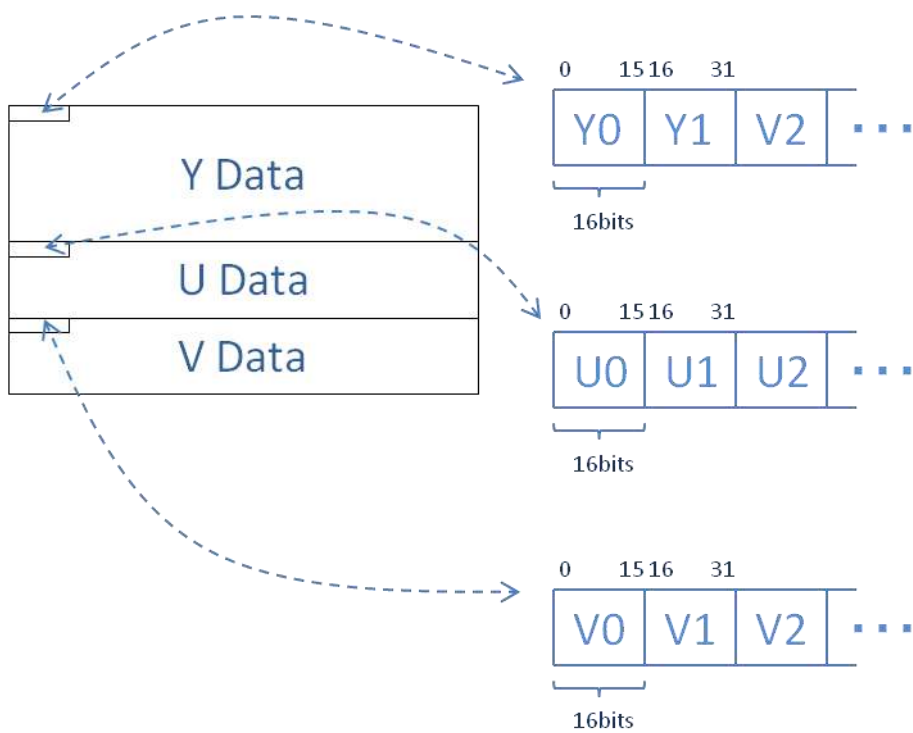 0 15 16 31
Y0 Y1 V2 ...
16bits
Y Data
U Data
V Data
0 15 16 31
U0 U1 U2 ...
16bits
0 15 16 31
V0 V1 V2 ...
16bits